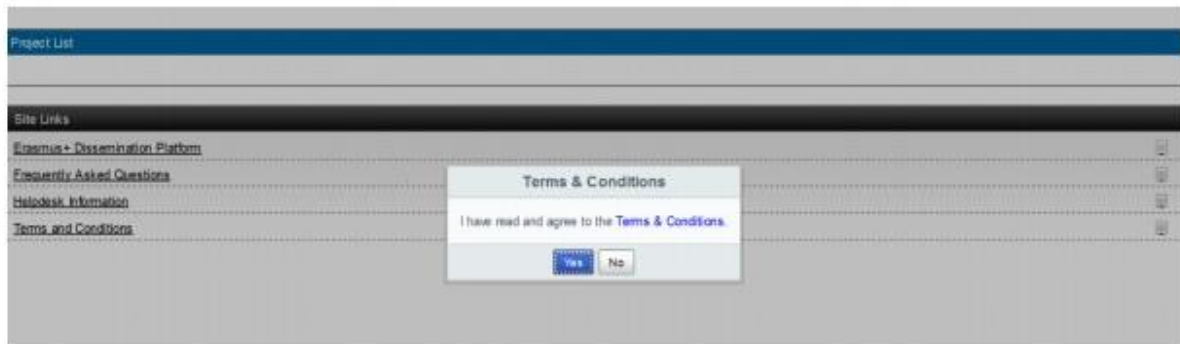 Project List
Site Links
Erasmus+ Dissemination Platform
Frequently Asked Questions
Helpdesk Information
Terms and Conditions
Terms & Conditions
I have read and agree to the Terms & Conditions.
Yes No